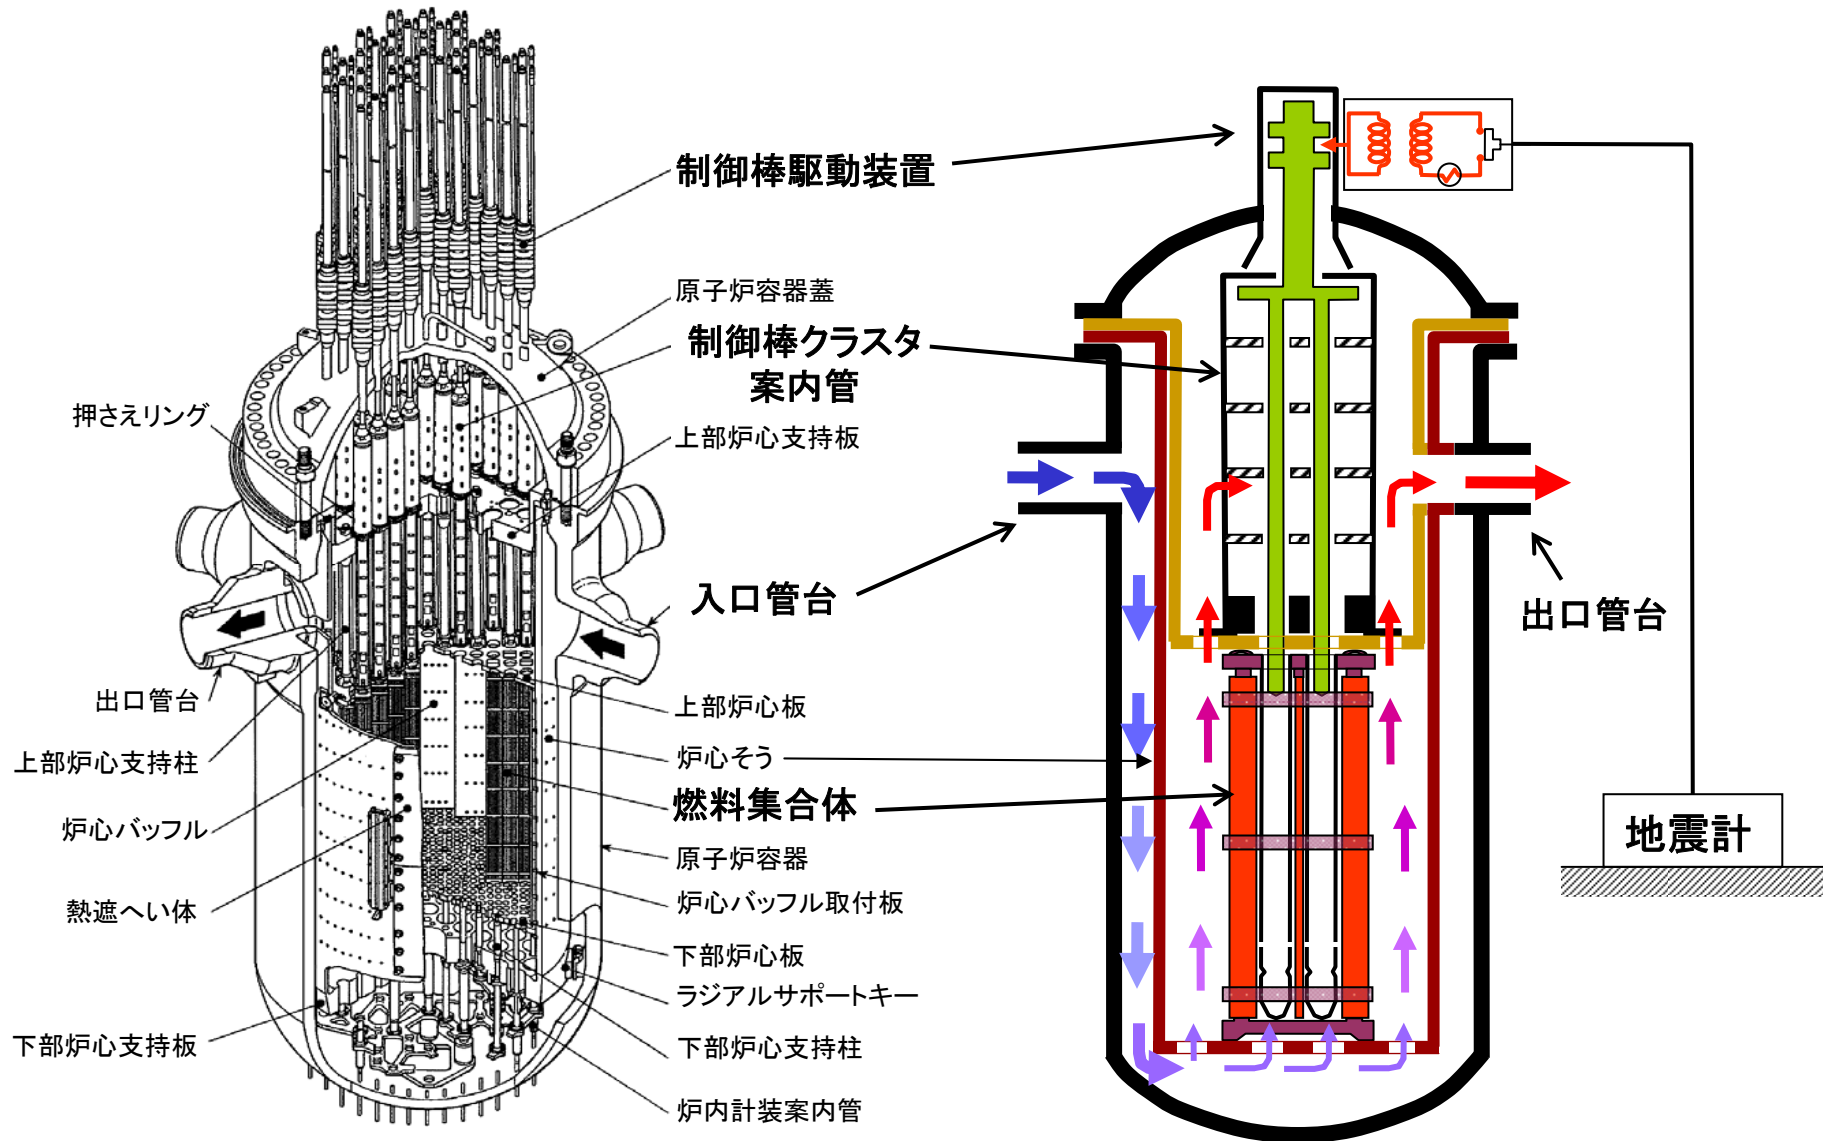 制御棒駆動装置
原子炉容器蓋
制御棒クラスタ
案内管
押さえリング
上部炉心支持板
入口管台
出口管台
出口管台
上部炉心板
上部炉心支持柱
炉心そう
燃料集合体
炉心バッフル
地震計
原子炉容器
炉心バッフル取付板
熱遮へい体
下部炉心板
ラジアルサポートキー
下部炉心支持板
下部炉心支持柱
炉内計装案内管